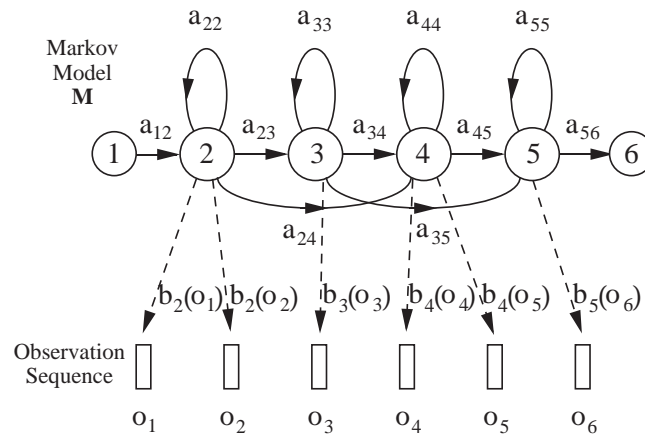 a22 a33 a44 a55
Markov
Model
M
a12 a23 a34 a45 a56
1 2 3 4 5 6
a24 a35
b2(o1) b2(o2) b3(o3) b4(o4) b4(o5) b5(o6)
Observation
Sequence
o1 o2 o3 o4 o5 o6